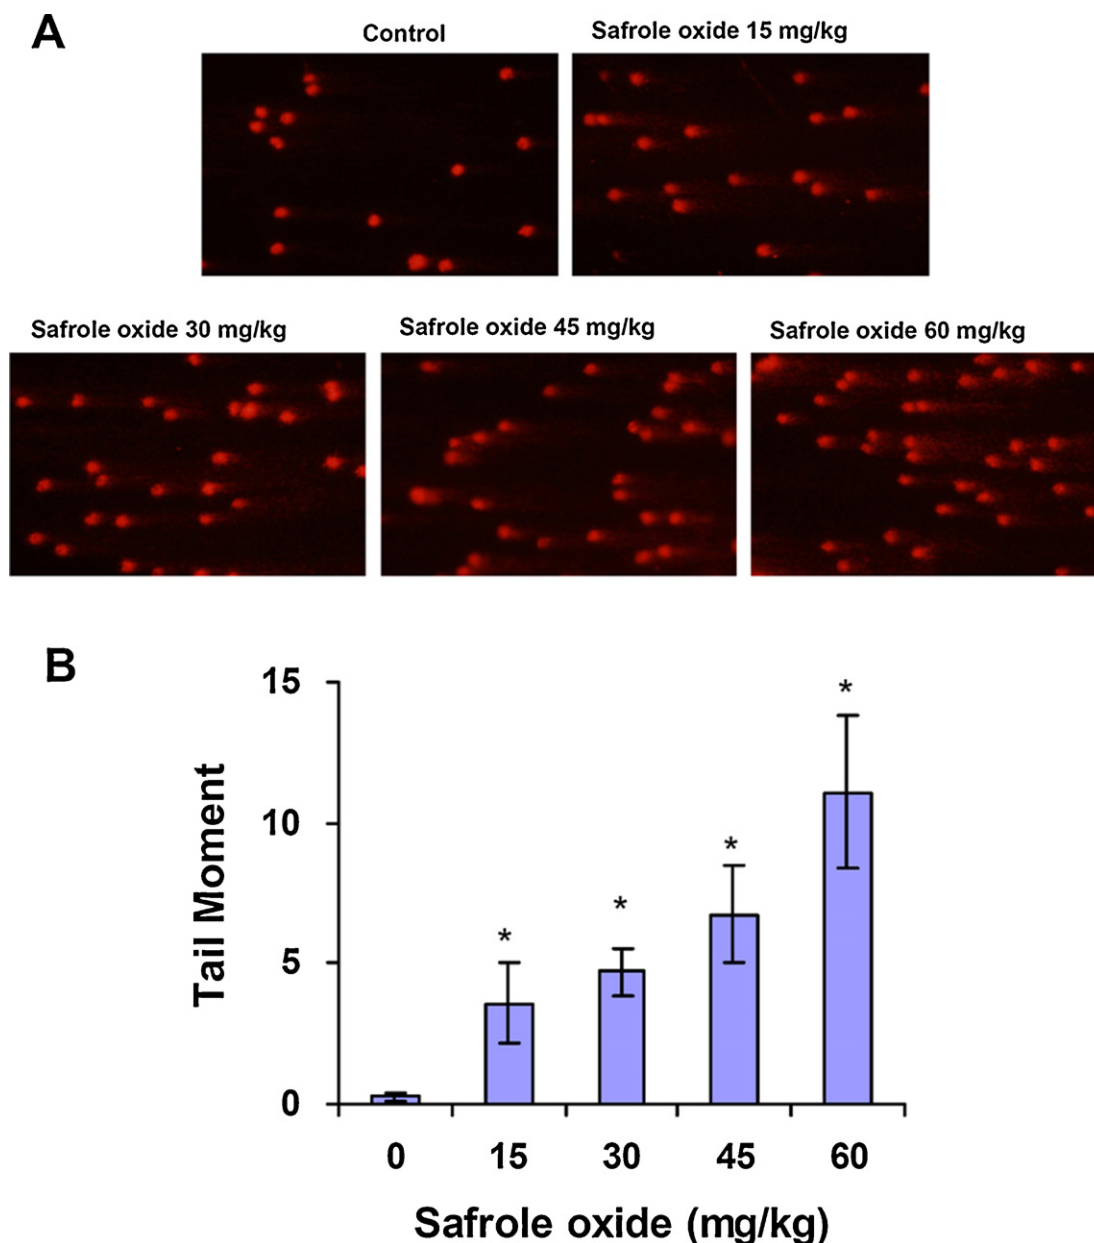 A
Control
Safrole oxide 15 mg/kg
Safrole oxide 30 mg/kg
Safrole oxide 45 mg/kg
Safrole oxide 60 mg/kg
B
15
10
5
0
Tail Moment
*
*
*
*
0 15 30 45 60
Safrole oxide (mg/kg)